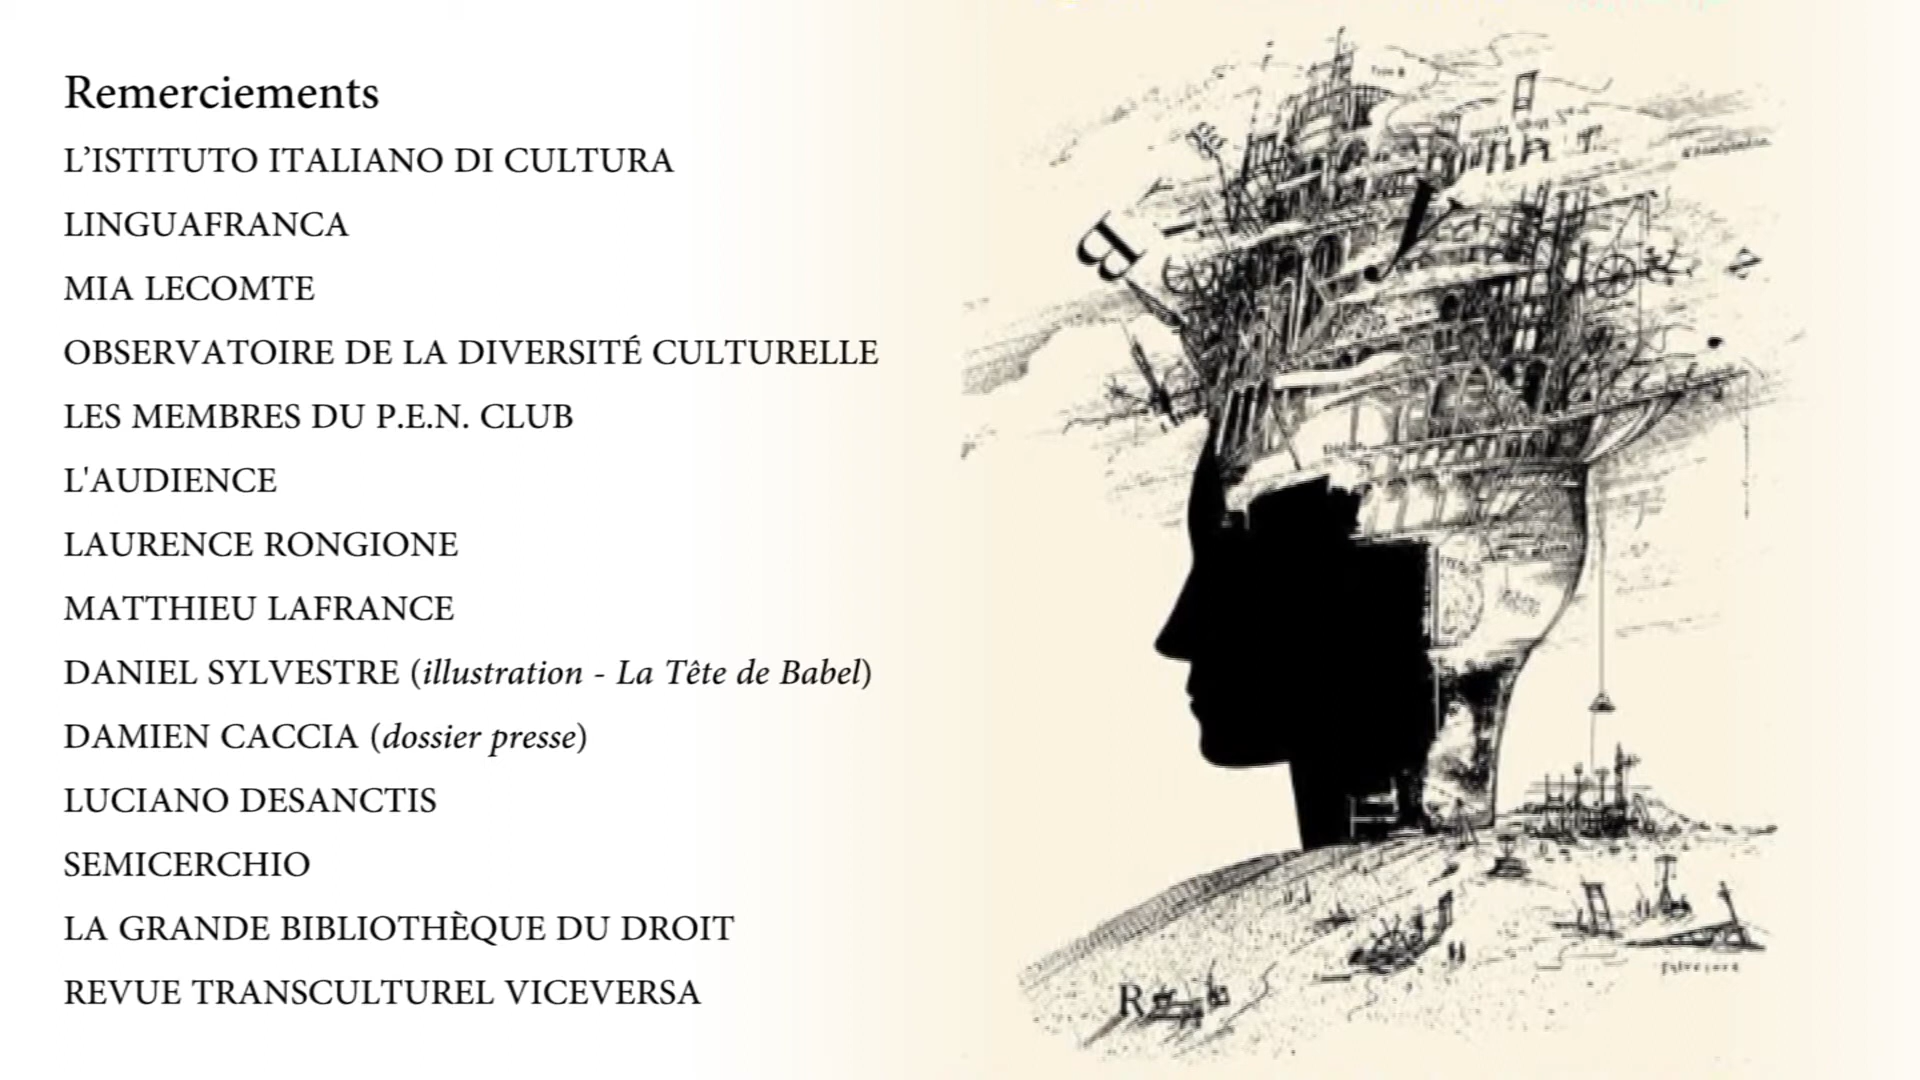 Remerciements
L’ISTITUTO ITALIANO DI CULTURA
LINGUAFRANCA
MIA LECOMTE
OBSERVATOIRE DE LA DIVERSITÉ CULTURELLE
LES MEMBRES DU P.E.N. CLUB
L'AUDIENCE
LAURENCE RONGIONE
MATTHIEU LAFRANCE
DANIEL SYLVESTRE (illustration - La Tête de Babel)
DAMIEN CACCIA (dossier presse)
LUCIANO DESANCTIS
SEMICERCHIO
LA GRANDE BIBLIOTHÈQUE DU DROIT
REVUE TRANSCULTUREL VICEVERSA
B
y
R